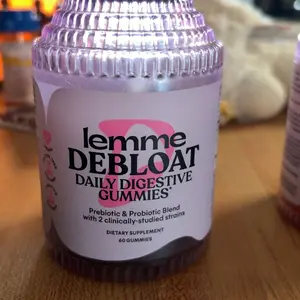 lemme
DEBLOAT
DAILY DIGESTIVE
GUMMIES*
Prebiotic & Probiotic Blend
with 2 clinically-studied strains
DIETARY SUPPLEMENT
60 GUMMIES